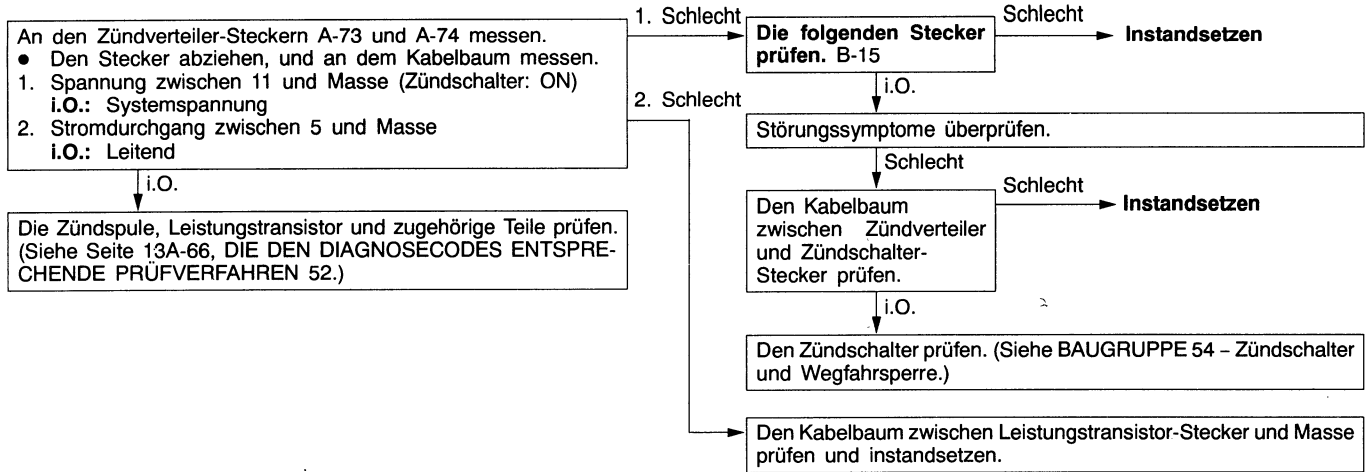 An den Zündverteiler-Steckern A-73 und A-74 messen.
● Den Stecker abziehen, und an dem Kabelbaum messen.
1. Spannung zwischen 11 und Masse (Zündschalter: ON)
i.O.: Systemspannung
2. Stromdurchgang zwischen 5 und Masse
i.O.: Leitend
i.O.
Die Zündspule, Leistungstransistor und zugehörige Teile prüfen.
(Siehe Seite 13A-66, DIE DEN DIAGNOSECODES ENTSPRE-
CHENDE PRÜFVERFAHREN 52.)
1. Schlecht
Die folgenden Stecker
prüfen. B-15
Schlecht
Instandsetzen
i.O.
Störungssymptome überprüfen.
Schlecht
Den Kabelbaum
zwischen Zündverteiler
und Zündschalter-
Stecker prüfen.
Schlecht
Instandsetzen
i.O.
Den Zündschalter prüfen. (Siehe BAUGRUPPE 54 – Zündschalter
und Wegfahrsperre.)
2. Schlecht
Den Kabelbaum zwischen Leistungstransistor-Stecker und Masse
prüfen und instandsetzen.